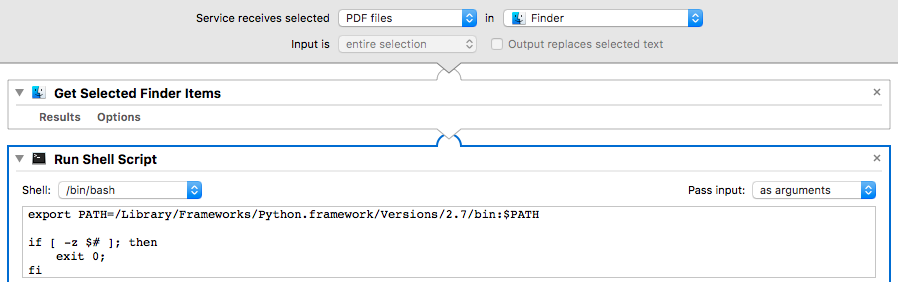 Service receives selected PDF files in Finder
Input is entire selection Output replaces selected text
Get Selected Finder Items
Results Options
Run Shell Script
Shell: /bin/bash Pass input: as arguments
export PATH=/Library/Frameworks/Python.framework/Versions/2.7/bin:$PATH
if [ -z $# ]; then
exit 0;
fi